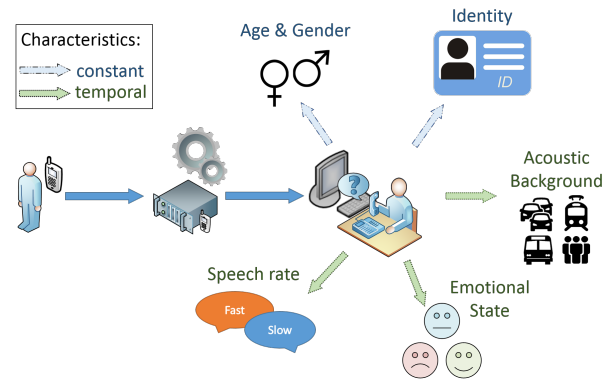 Characteristics:
constant
temporal
Age & Gender
Identity
ID
?
Acoustic
Background
Speech rate
Fast
Slow
Emotional
State